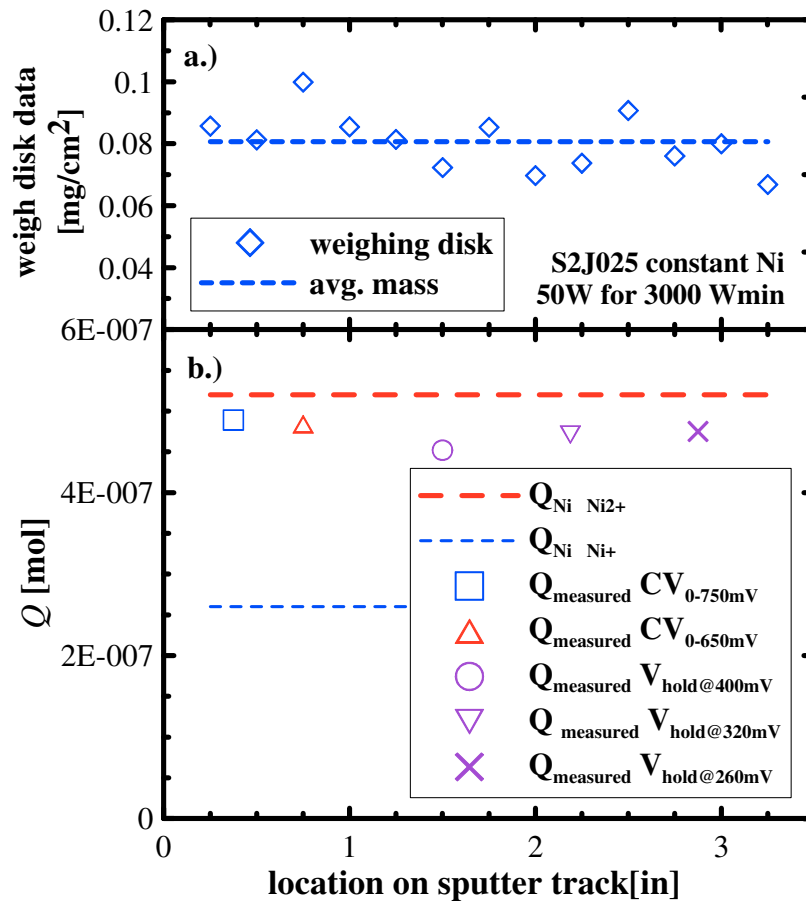 0.12
a.)
0.1
0.08
0.06
0.04
weigh disk data
[mg/cm2]
weighing disk
avg. mass
S2J025 constant Ni
50W for 3000 Wmin
6E-007
b.)
4E-007
2E-007
0
Q [mol]
QNi Ni2+
QNi Ni+
Qmeasured CV0-750mV
Qmeasured CV0-650mV
Qmeasured Vhold@400mV
Q measured Vhold@320mV
Qmeasured Vhold@260mV
0 1 2 3
location on sputter track[in]